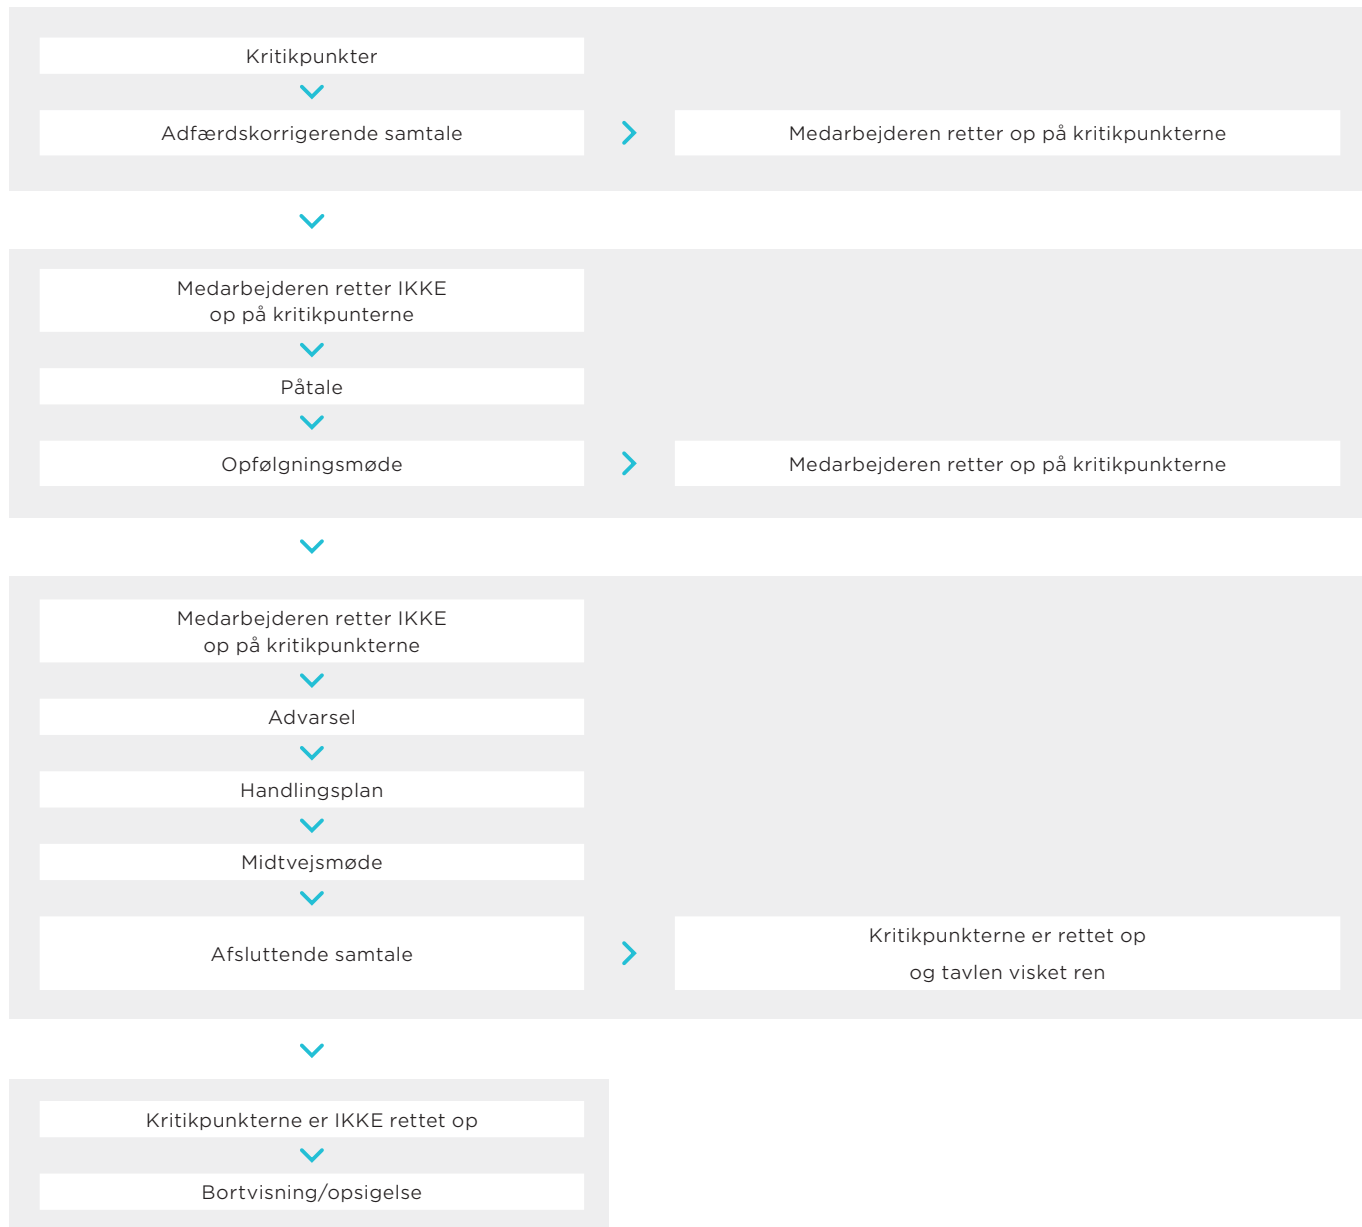 Kritikpunkter
Adfærdskorrigerende samtale
Medarbejderen retter op på kritikpunkterne
Medarbejderen retter IKKE
op på kritikpunterne
Påtale
Opfølgningsmøde
Medarbejderen retter op på kritikpunkterne
Medarbejderen retter IKKE
op på kritikpunkterne
Advarsel
Handlingsplan
Midtvejsmøde
Afsluttende samtale
Kritikpunkterne er rettet op
og tavlen visket ren
Kritikpunkterne er IKKE rettet op
Bortvisning/opsigelse